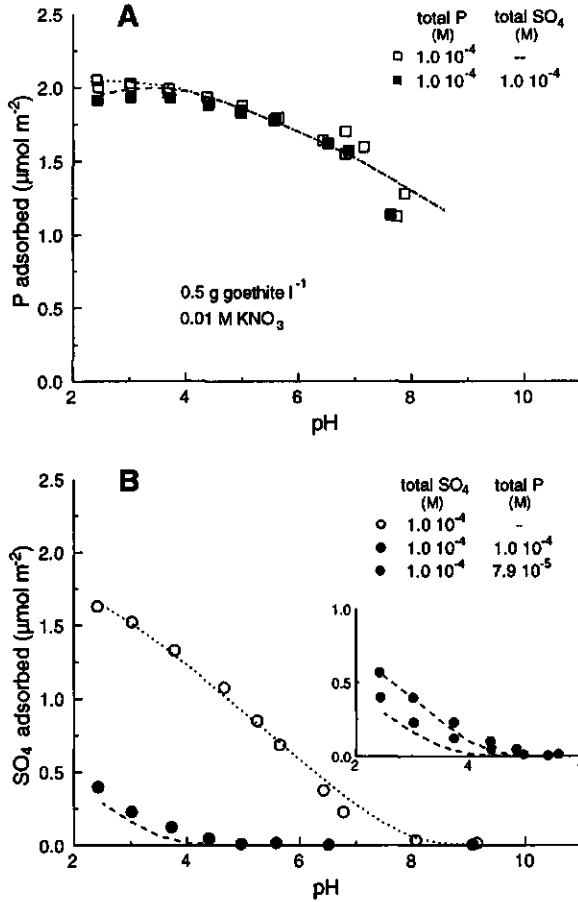 A
total P total SO₄
(M) (M)
□ 1.0 10⁻⁴ --
■ 1.0 10⁻⁴ 1.0 10⁻⁴
P adsorbed (µmol m⁻²)
2.5
2.0
1.5
1.0
2.5
0.0
0.5 g goethite l⁻¹
0.01 M KNO₃
2 4 6 8 10
pH
B
total SO₄ total P
(M) (M)
○ 1.0 10⁻⁴ -
● 1.0 10⁻⁴ 1.0 10⁻⁴
● 1.0 10⁻⁴ 7.9 10⁻⁵
SO₄ adsorbed (µmol m⁻²)
2.5
2.0
1.5
1.0
0.5
0.0
1.0
0.5
0.0
2 4
2 4 6 8 10
pH